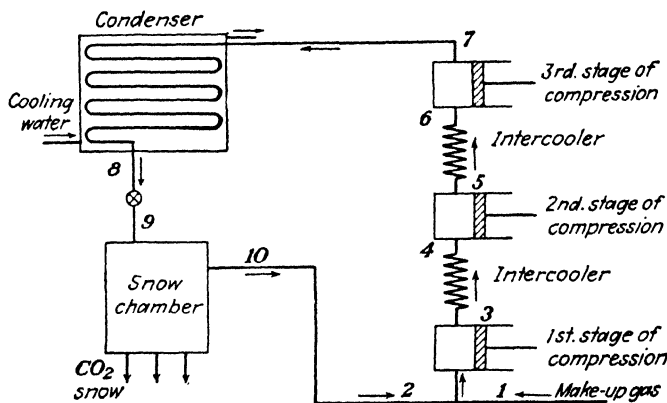 Condenser
7
3rd. stage of
compression
Cooling
water
6
Intercooler
8
5
9
2nd. stage of
compression
4
10
Snow
chamber
Intercooler
3
1st. stage of
compression
CO2
snow
2
1
Make-up gas